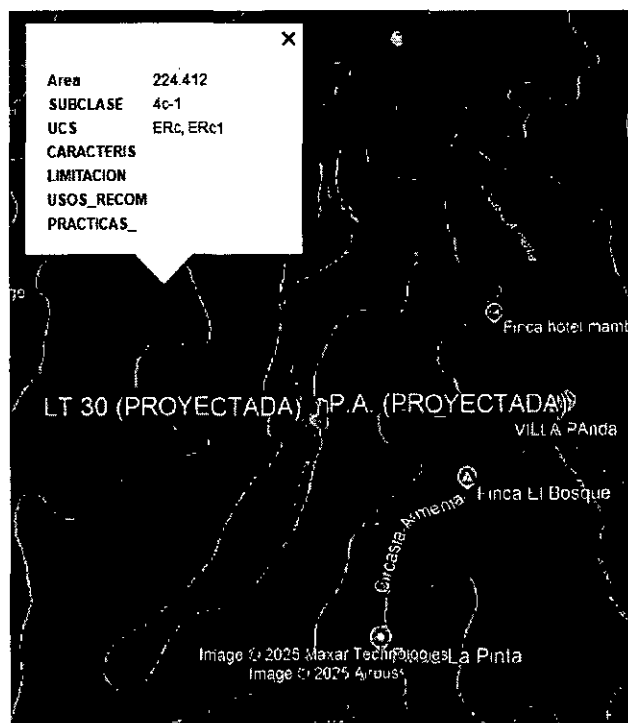 ×
Area 224.412
SUBCLASE 4c-1
UCS ERc, ERc1
CARACTERIS
LIMITACION
USOS_RECOM
PRACTICAS_
go
Finca hotel mamb
LT 30 (PROYECTADA)
P.A. (PROYECTADA)
VILLA PAnda
Finca El Bosque
Circasia-Armenia
La Pinta
Image © 2025 Maxar Technologies
Image © 2025 Airbus